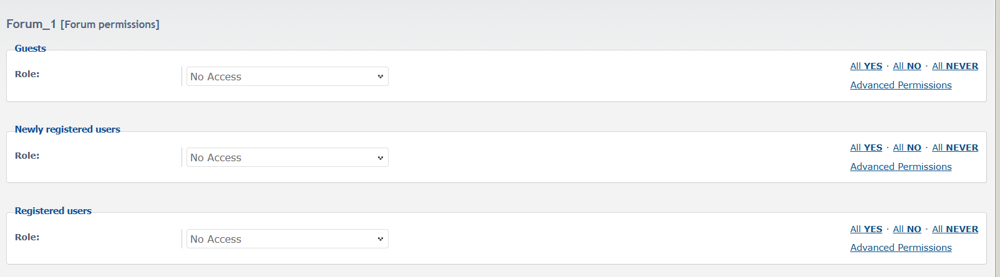 Forum_1 [Forum permissions]
Guests
Role:
No Access
All YES · All NO · All NEVER
Advanced Permissions
Newly registered users
Role:
No Access
All YES · All NO · All NEVER
Advanced Permissions
Registered users
Role:
No Access
All YES · All NO · All NEVER
Advanced Permissions